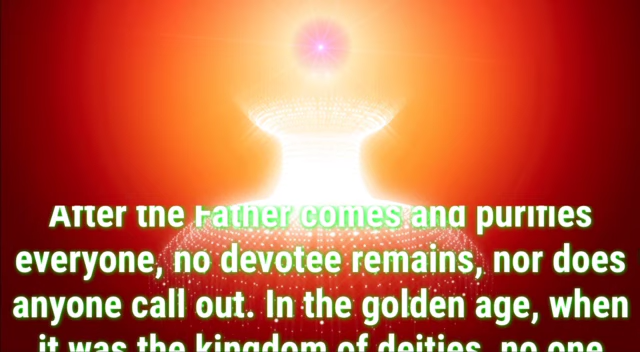 After the Father comes and purifies
everyone, no devotee remains, nor does
anyone call out. In the golden age, when
it was the kingdom of deities, no one